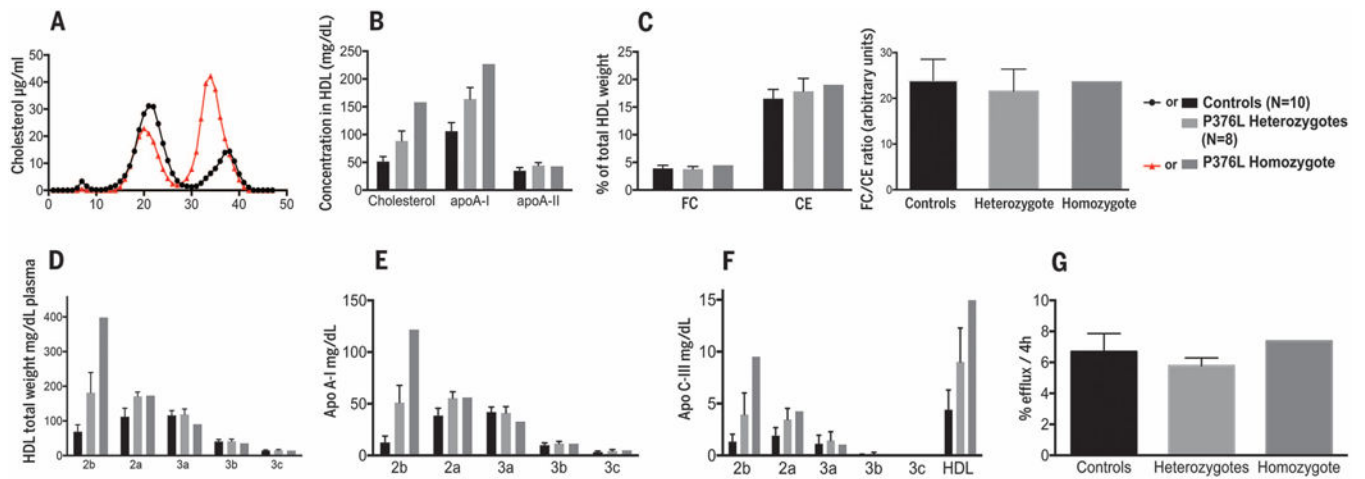 A
Cholesterol µg/ml
50
40
30
20
10
0
0 10 20 30 40 50
B
Concentration in HDL (mg/dL)
250
200
150
100
50
0
Cholesterol apoA-I apoA-II
C
% of total HDL weight
25
20
15
10
5
0
FC CE
FC/CE ratio (arbitrary units)
30
20
10
0
Controls Heterozygote Homozygote
or Controls (N=10)
P376L Heterozygotes
(N=8)
or P376L Homozygote
D
HDL total weight mg/dL plasma
400
300
200
100
0
2b 2a 3a 3b 3c
E
Apo A-I mg/dL
150
100
50
0
2b 2a 3a 3b 3c
F
Apo C-III mg/dL
15
10
5
0
2b 2a 3a 3b 3c HDL
G
% efflux / 4h
10
8
6
4
2
0
Controls Heterozygotes Homozygote